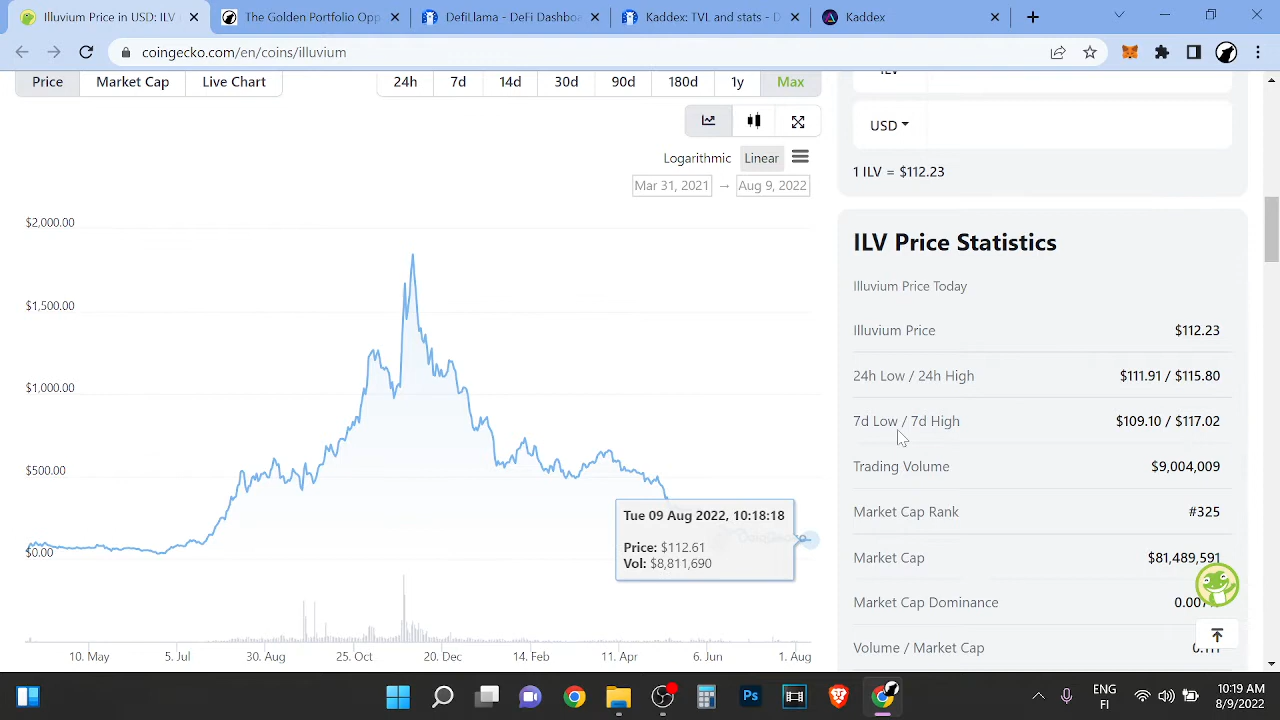 Illuvium Price: ILV
The Golden Portfolio Op
DefiLlama - DeFi Dashbo
Kaddex: TVL and stats - D
Kaddex
coingecko.com/en/coins/illuvium
Price
Market Cap
Live Chart
24h
7d
14d
30d
90d
180d
1y
Max
Logarithmic
Linear
Mar 31, 2021 → Aug 9, 2022
$2,000.00
$1,500.00
$1,000.00
$500.00
$0.00
Tue 09 Aug 2022, 10:18:18
Price: $112.61
Vol: $8,811,690
10. May
5. Jul
30. Aug
25. Oct
20. Dec
14. Feb
11. Apr
6. Jun
1. Aug
USD
1 ILV = $112.23
ILV Price Statistics
Illuvium Price Today
Illuvium Price $112.23
24h Low / 24h High $111.91 / $115.80
7d Low / 7d High $109.10 / $117.02
Trading Volume $9,004,009
Market Cap Rank #325
Market Cap $81,489,591
Market Cap Dominance
Volume / Market Cap
Ps
ENG
FI
10:19 AM
8/9/2022